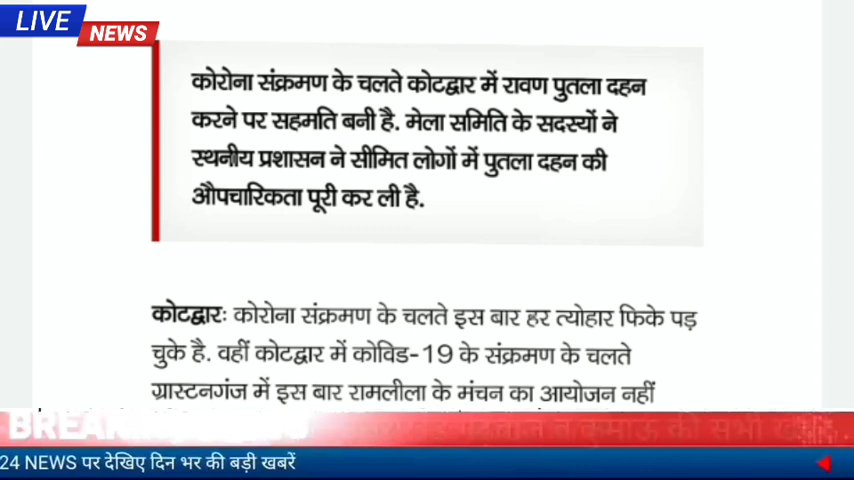 LIVE
NEWS
कोरोना संक्रमण के चलते कोटद्वार में रावण पुतला दहन
करने पर सहमति बनी है. मेला समिति के सदस्यों ने
स्थनीय प्रशासन ने सीमित लोगों में पुतला दहन की
औपचारिकता पूरी कर ली है.
कोटद्वारः कोरोना संक्रमण के चलते इस बार हर त्योहार फिके पड़
चुके है. वहीं कोटद्वार में कोविड-19 के संक्रमण के चलते
ग्रास्टनगंज में इस बार रामलीला के मंचन का आयोजन नहीं
24 NEWS पर देखिए दिन भर की बड़ी खबरें